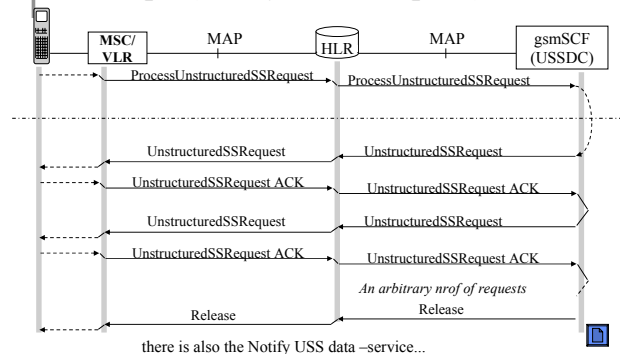 MSC/
VLR
MAP
HLR
MAP
gsmSCF
(USSDC)
ProcessUnstructuredSSRequest
ProcessUnstructuredSSRequest
UnstructuredSSRequest
UnstructuredSSRequest
UnstructuredSSRequest ACK
UnstructuredSSRequest ACK
UnstructuredSSRequest
UnstructuredSSRequest
UnstructuredSSRequest ACK
UnstructuredSSRequest ACK
An arbitrary nrof of requests
Release
Release
there is also the Notify USS data –service...